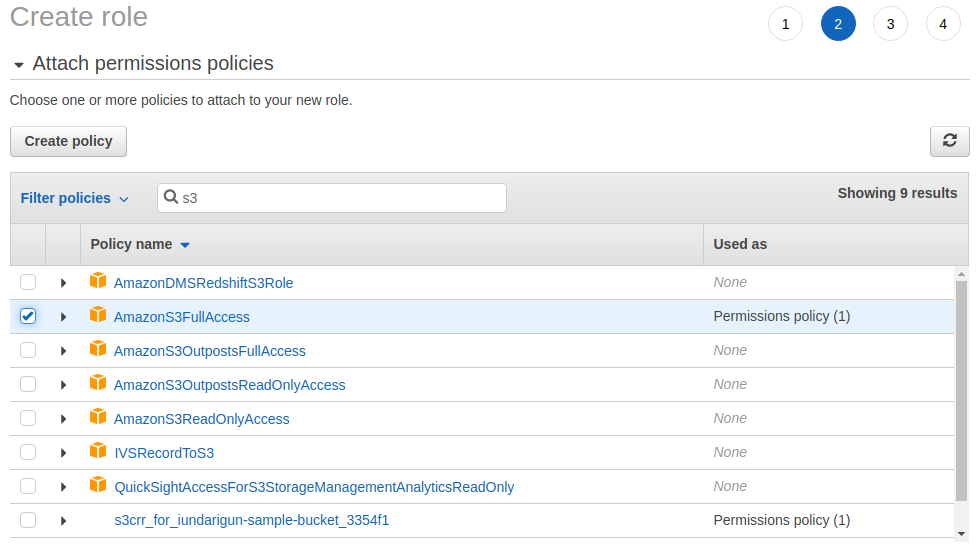 Create role
1 2 3 4
Attach permissions policies
Choose one or more policies to attach to your new role.
Create policy
Filter policies s3 Showing 9 results
Policy name Used as
AmazonDMSRedshiftS3Role None
AmazonS3FullAccess Permissions policy (1)
AmazonS3OutpostsFullAccess None
AmazonS3OutpostsReadOnlyAccess None
AmazonS3ReadOnlyAccess None
IVSRecordToS3 None
QuickSightAccessForS3StorageManagementAnalyticsReadOnly None
s3crr_for_iundarigun-sample-bucket_3354f1 Permissions policy (1)